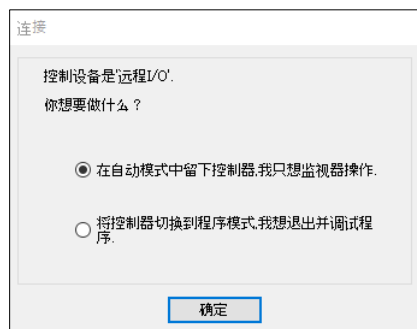 连接
控制设备是'远程I/O'.
你想要做什么？
在自动模式中留下控制器,我只想监视器操作.
将控制器切换到程序模式,我想退出并调试程
序.
确定